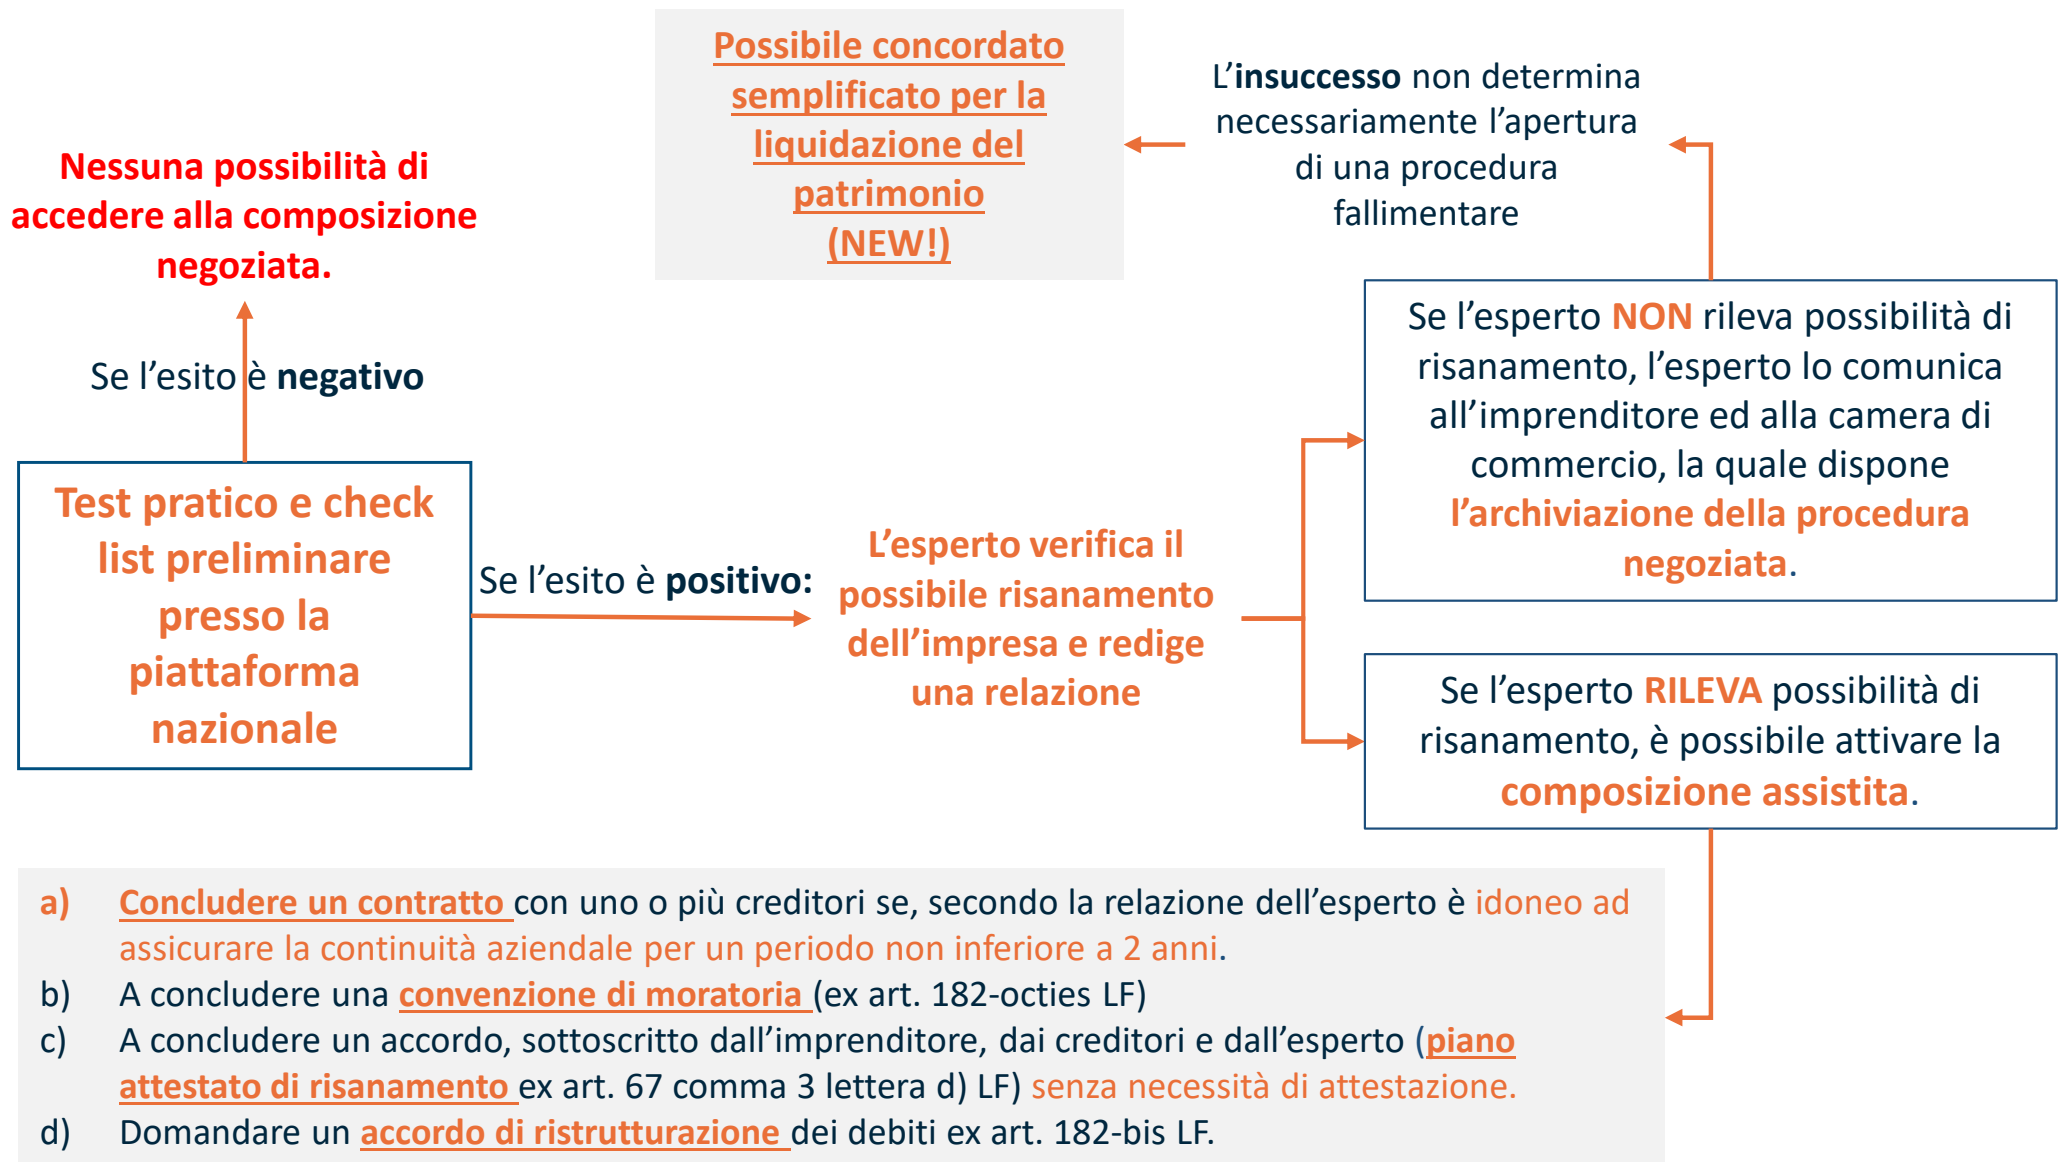 Possibile concordato
semplificato per la
liquidazione del
patrimonio
(NEW!)
L’insuccesso non determina
necessariamente l’apertura
di una procedura
fallimentare
Nessuna possibilità di
accedere alla composizione
negoziata.
Se l’esito è negativo
Test pratico e check
list preliminare
presso la
piattaforma
nazionale
Se l’esito è positivo:
L’esperto verifica il
possibile risanamento
dell’impresa e redige
una relazione
Se l’esperto NON rileva possibilità di
risanamento, l’esperto lo comunica
all’imprenditore ed alla camera di
commercio, la quale dispone
l’archiviazione della procedura
negoziata.
Se l’esperto RILEVA possibilità di
risanamento, è possibile attivare la
composizione assistita.
a) Concludere un contratto con uno o più creditori se, secondo la relazione dell’esperto è idoneo ad
assicurare la continuità aziendale per un periodo non inferiore a 2 anni.
b) A concludere una convenzione di moratoria (ex art. 182-octies LF)
c) A concludere un accordo, sottoscritto dall’imprenditore, dai creditori e dall’esperto (piano
attestato di risanamento ex art. 67 comma 3 lettera d) LF) senza necessità di attestazione.
d) Domandare un accordo di ristrutturazione dei debiti ex art. 182-bis LF.